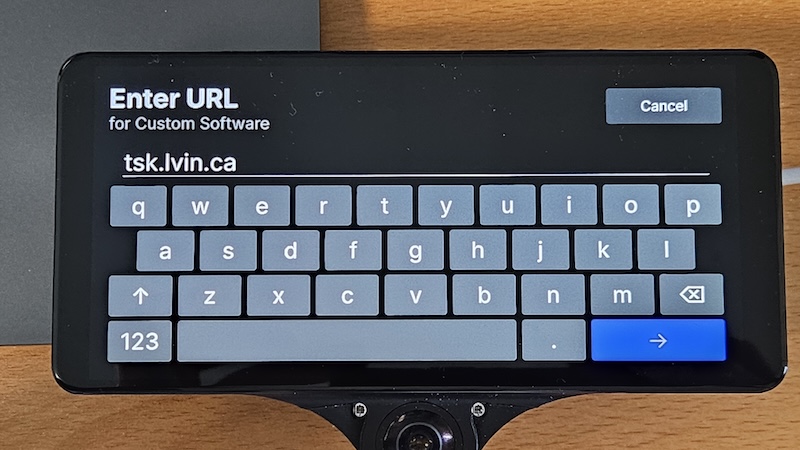 Enter URL
Cancel
for Custom Software
tsk.lvin.ca
q w e r t y u i o p
a s d f g h j k l
z x c v b n m
123 .